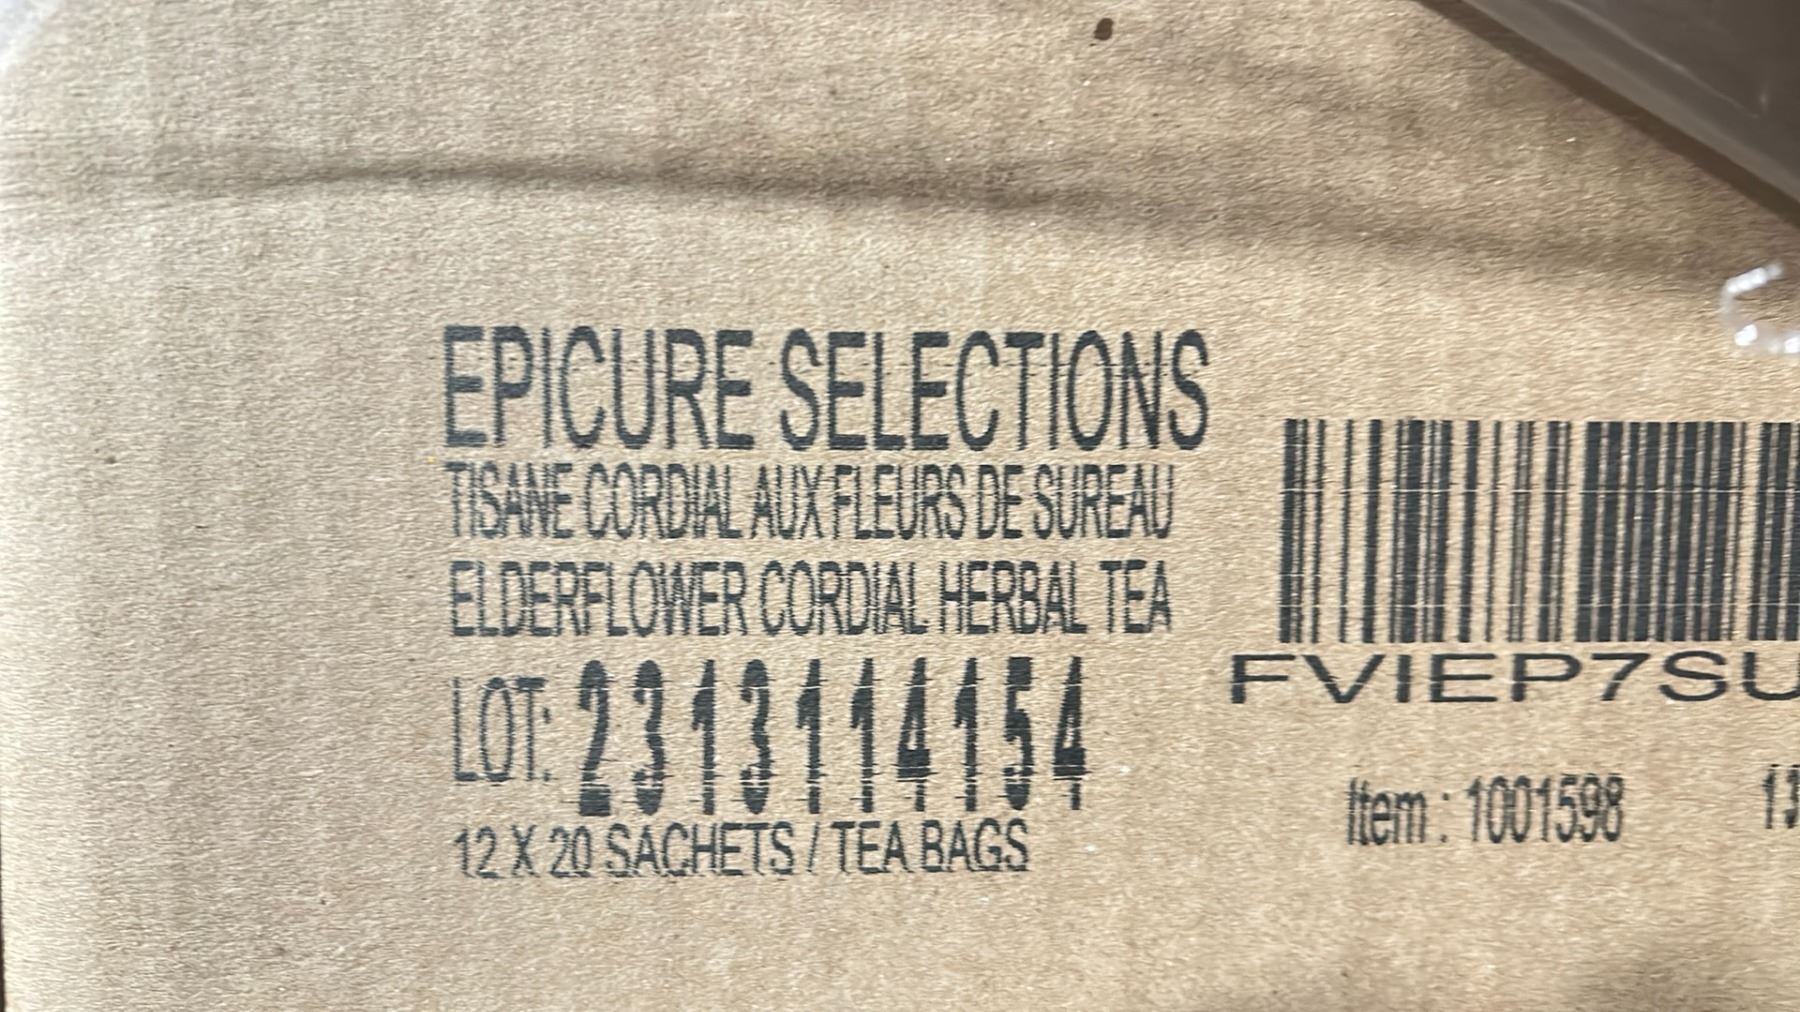 EPICURE SELECTIONS
TISANE CORDIAL AUX FLEURS DE SUREAU
ELDERFLOWER CORDIAL HERBAL TEA
LOT: 2313114154
12 X 20 SACHETS / TEA BAGS
FVIEP7SU
Item : 1001598 13